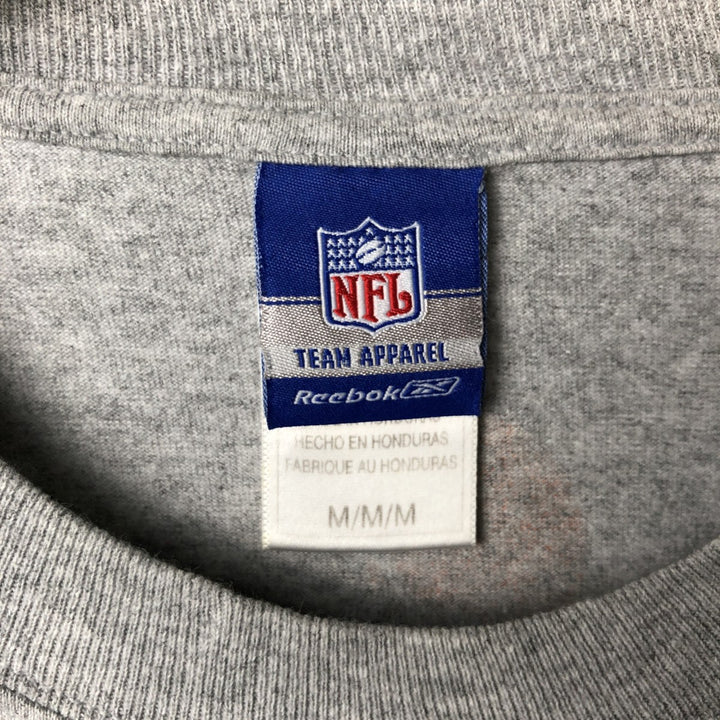 NFL
TEAM APPAREL
Reebok
HECHO EN HONDURAS
FABRIQUE AU HONDURAS
M/M/M